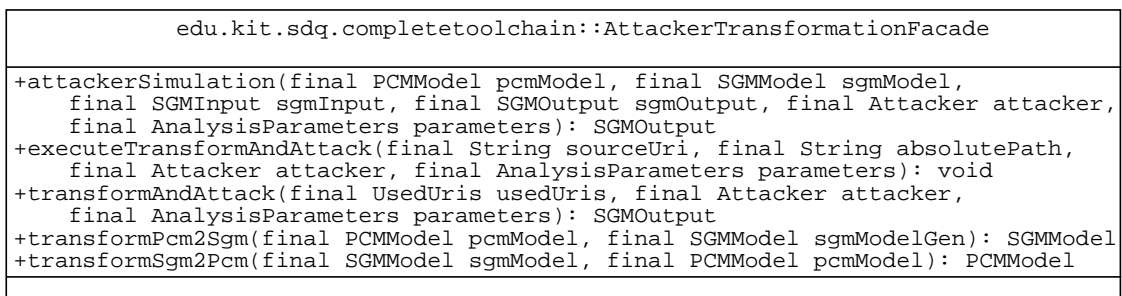 edu.kit.sdq.completetoolchain::AttackerTransformationFacade
+attackerSimulation(final PCMModel pcmModel, final SGMModel sgmModel,
final SGMInput sgmInput, final SGMOutput sgmOutput, final Attacker attacker,
final AnalysisParameters parameters): SGMOutput
+executeTransformAndAttack(final String sourceUri, final String absolutePath,
final Attacker attacker, final AnalysisParameters parameters): void
+transformAndAttack(final UsedUris usedUris, final Attacker attacker,
final AnalysisParameters parameters): SGMOutput
+transformPcm2Sgm(final PCMModel pcmModel, final SGMModel sgmModelGen): SGMModel
+transformSgm2Pcm(final SGMModel sgmModel, final PCMModel pcmModel): PCMModel